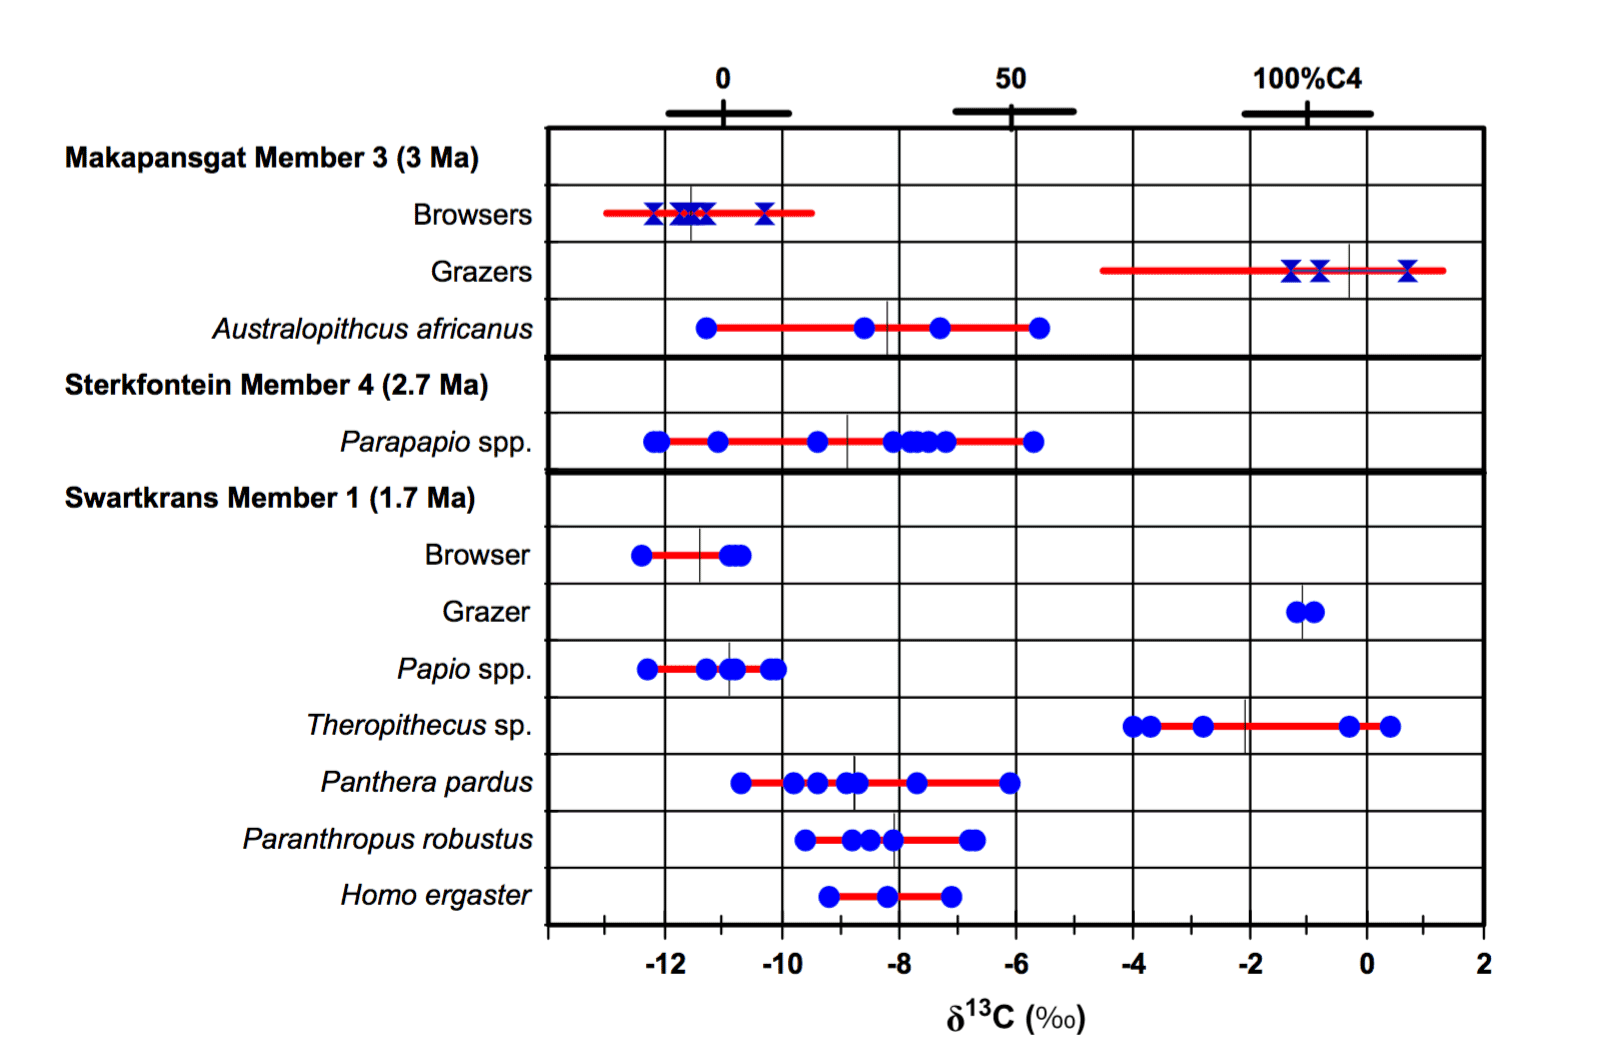 0 50 100%C4
Makapansgat Member 3 (3 Ma)
Browsers
Grazers
Australopithcus africanus
Sterkfontein Member 4 (2.7 Ma)
Parapapio spp.
Swartkrans Member 1 (1.7 Ma)
Browser
Grazer
Papio spp.
Theropithecus sp.
Panthera pardus
Paranthropus robustus
Homo ergaster
-12 -10 -8 -6 -4 -2 0 2
δ¹³C (‰)